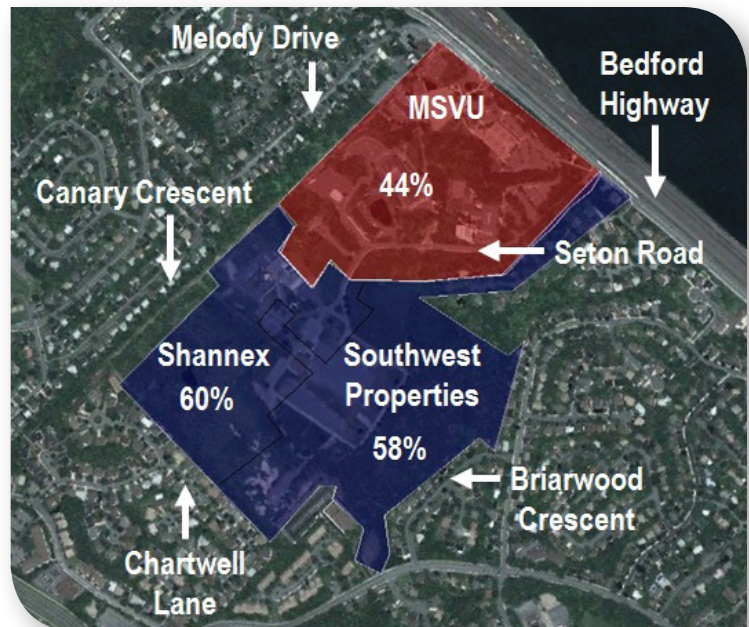 Melody Drive
Bedford
Highway
MSVU
44%
Canary Crescent
Seton Road
Shannex
60%
Southwest
Properties
58%
Briarwood
Crescent
Chartwell
Lane